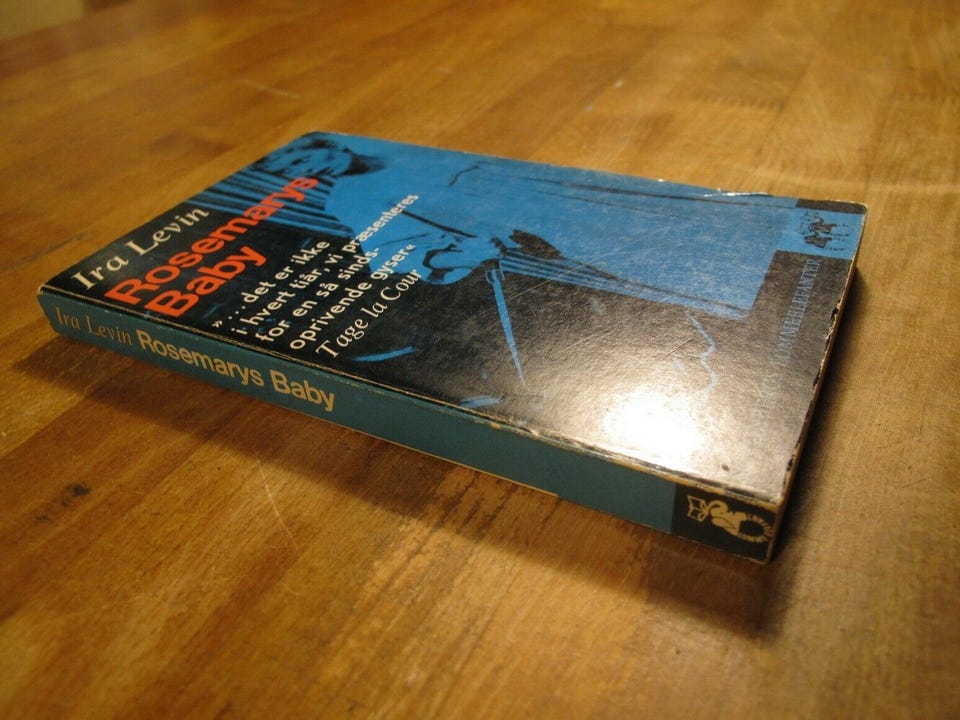 Ira Levin
Rosemarys
Baby
»...det er ikke
i hvert tiår, vi præsenteres
for en så sinds-
oprivende gyser«
Tage la Cour
Ira Levin Rosemarys Baby